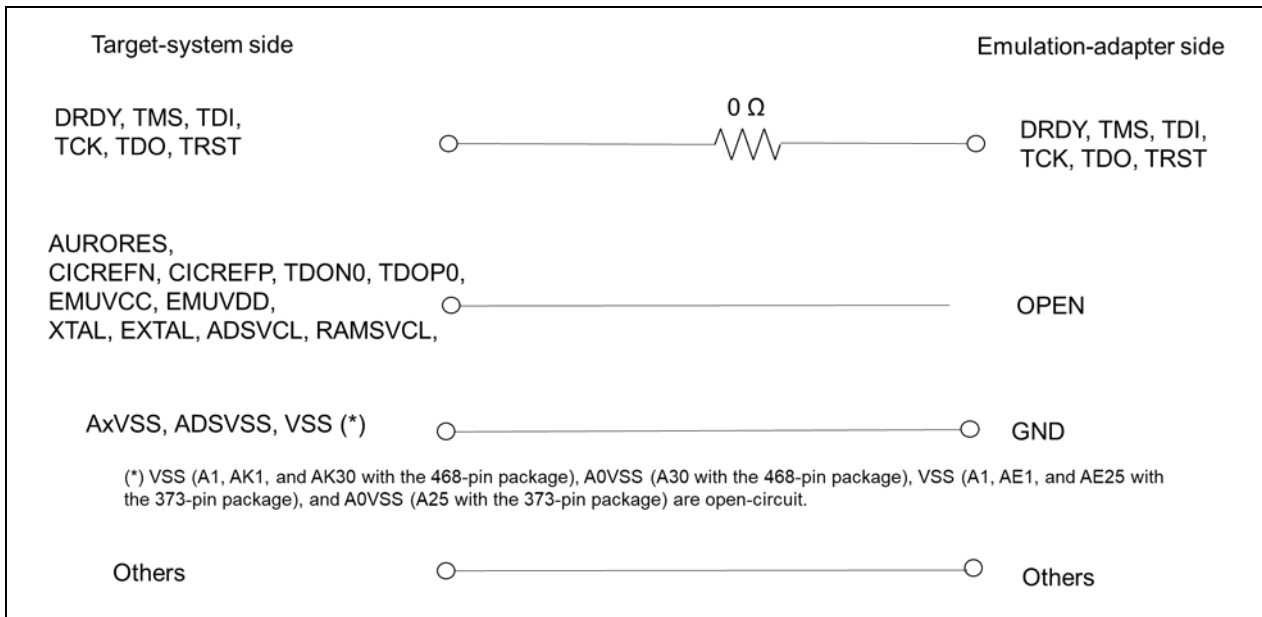 Target-system side
Emulation-adapter side
DRDY, TMS, TDI,
TCK, TDO, TRST
0 Ω
DRDY, TMS, TDI,
TCK, TDO, TRST
AURORES,
CICREFN, CICREFP, TDON0, TDOP0,
EMUVCC, EMUVDD,
XTAL, EXTAL, ADSVCL, RAMSVCL,
OPEN
AxVSS, ADSVSS, VSS (*)
GND
(*) VSS (A1, AK1, and AK30 with the 468-pin package), A0VSS (A30 with the 468-pin package), VSS (A1, AE1, and AE25 with
the 373-pin package), and A0VSS (A25 with the 373-pin package) are open-circuit.
Others
Others